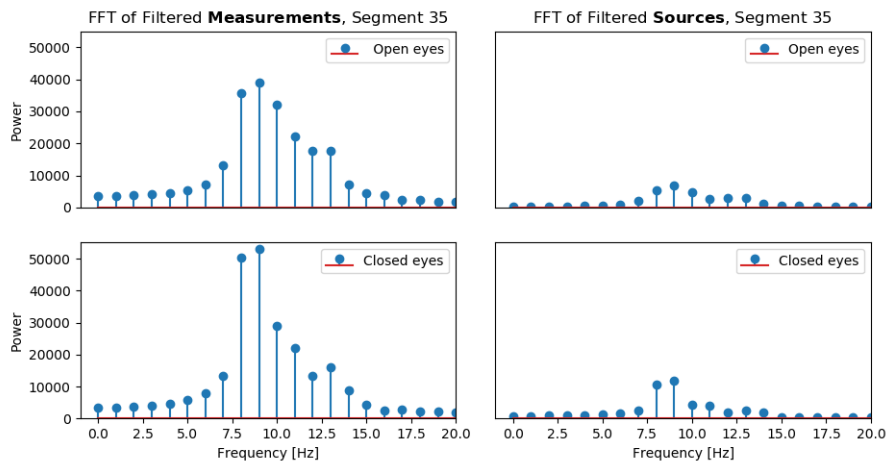 FFT of Filtered Measurements, Segment 35
FFT of Filtered Sources, Segment 35
50000
40000
30000
20000
10000
0
Power
Open eyes
Open eyes
50000
40000
30000
20000
10000
0
Power
Closed eyes
Closed eyes
0.0 2.5 5.0 7.5 10.0 12.5 15.0 17.5 20.0
Frequency [Hz]
0.0 2.5 5.0 7.5 10.0 12.5 15.0 17.5 20.0
Frequency [Hz]